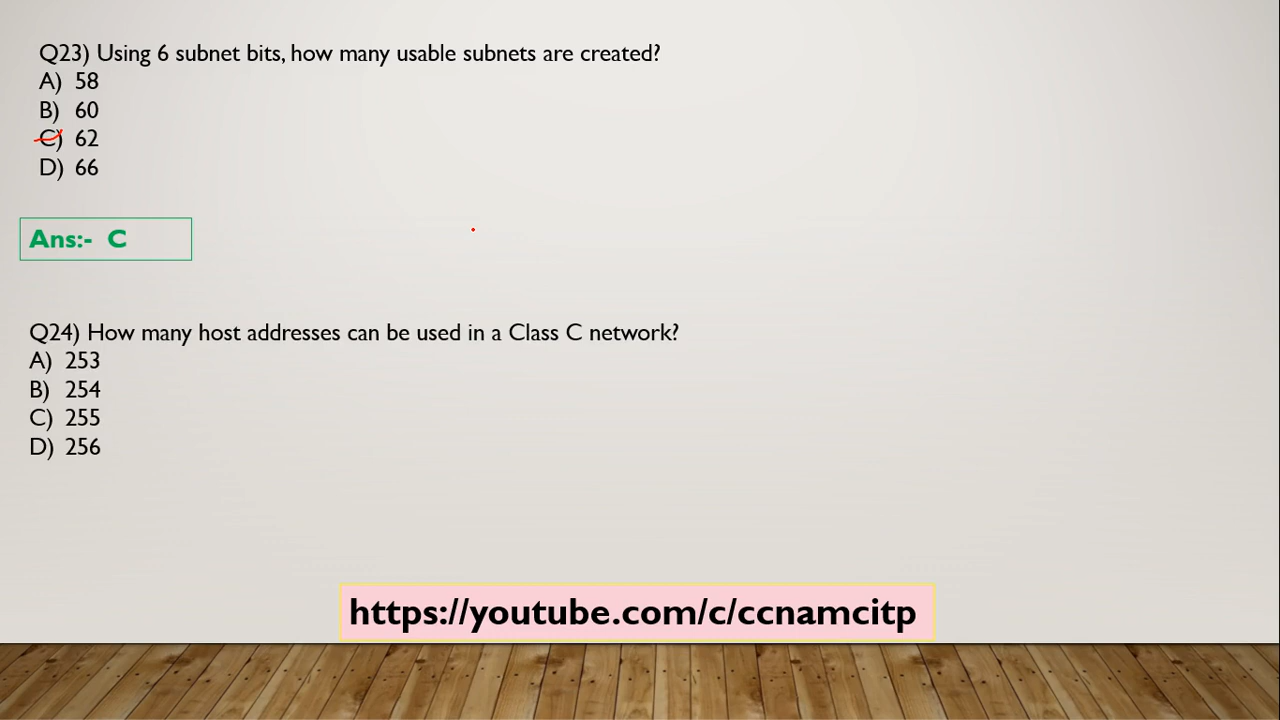 Q23) Using 6 subnet bits, how many usable subnets are created?
A) 58
B) 60
C) 62
D) 66
Ans:- C
Q24) How many host addresses can be used in a Class C network?
A) 253
B) 254
C) 255
D) 256
https://youtube.com/c/ccnamcitp